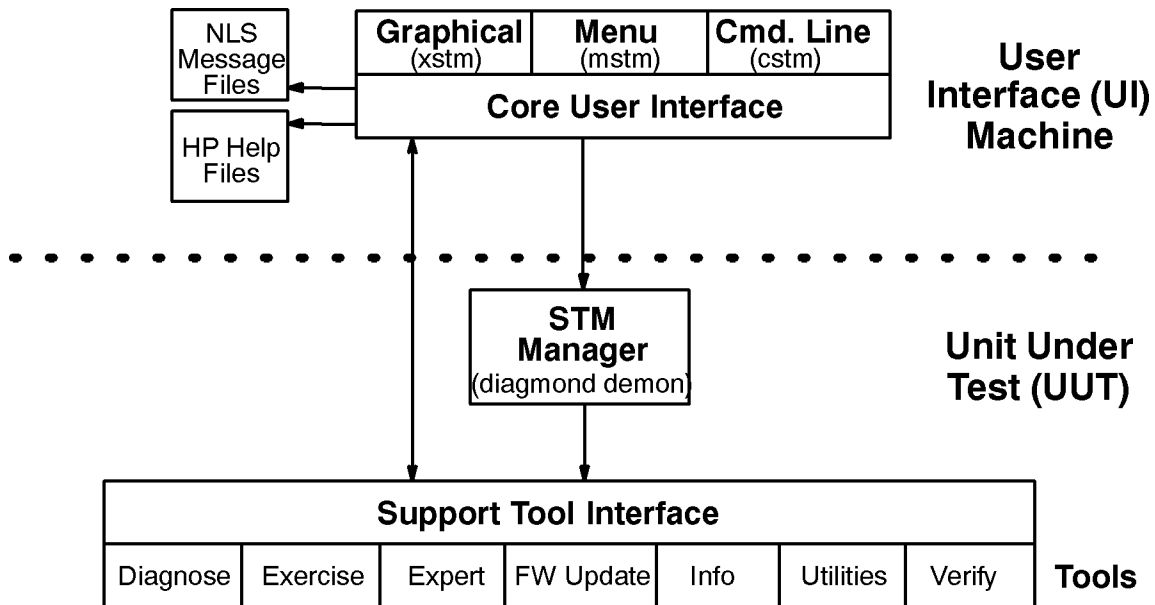 NLS
Message
Files
HP Help
Files
Graphical
(xstm)
Menu
(mstm)
Cmd. Line
(cstm)
Core User Interface
User
Interface (UI)
Machine
STM
Manager
(diagmond demon)
Unit Under
Test (UUT)
Support Tool Interface
Diagnose
Exercise
Expert
FW Update
Info
Utilities
Verify
Tools